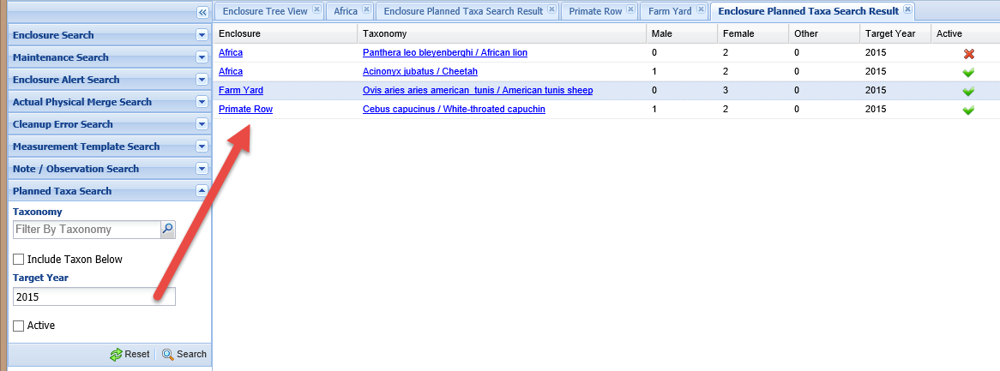 Enclosure Tree View Africa Enclosure Planned Taxa Search Result Primate Row Farm Yard Enclosure Planned Taxa Search Result
Enclosure Search
Maintenance Search
Enclosure Alert Search
Actual Physical Merge Search
Cleanup Error Search
Measurement Template Search
Note / Observation Search
Planned Taxa Search
Taxonomy
Filter By Taxonomy
Include Taxon Below
Target Year
2015
Active
Reset Search
Enclosure Taxonomy Male Female Other Target Year Active
Africa Panthera leo bleyenberghi / African lion 0 2 0 2015
Africa Acinonyx jubatus / Cheetah 1 2 0 2015
Farm Yard Ovis aries aries american_tunis / American tunis sheep 0 3 0 2015
Primate Row Cebus capucinus / White-throated capuchin 1 2 0 2015